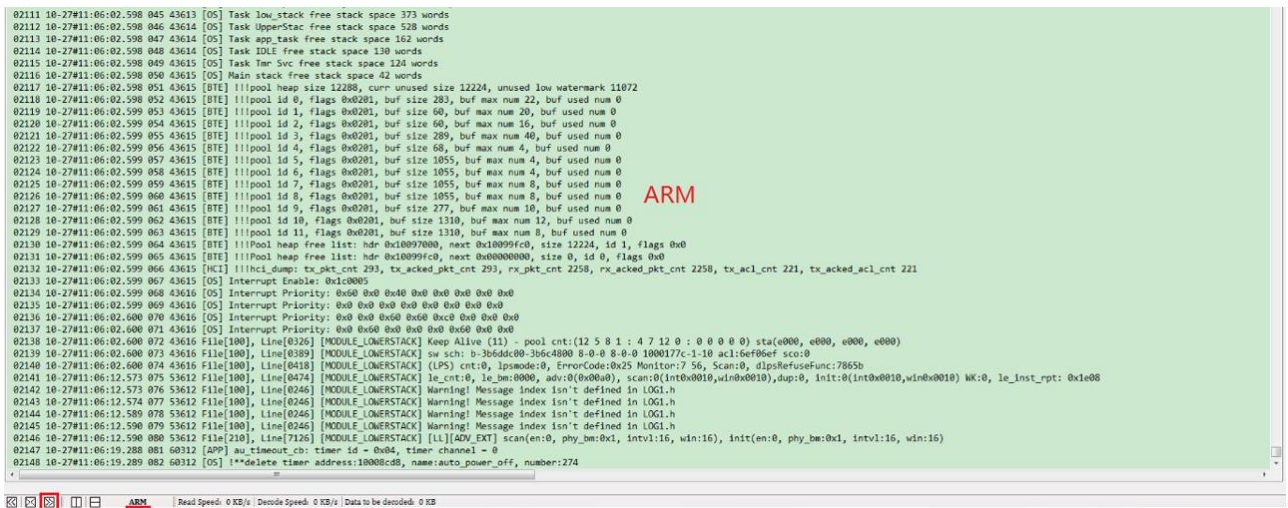 02111 10-27#11:06:02.598 045 43613 [OS] Task low_stack free stack space 373 words
02112 10-27#11:06:02.598 046 43614 [OS] Task UpperStac free stack space 528 words
02113 10-27#11:06:02.598 047 43614 [OS] Task app_task free stack space 162 words
02114 10-27#11:06:02.598 048 43614 [OS] Task IDLE free stack space 130 words
02115 10-27#11:06:02.598 049 43615 [OS] Task Tmr Svc free stack space 124 words
02116 10-27#11:06:02.598 050 43615 [OS] Main stack free stack space 42 words
02117 10-27#11:06:02.598 051 43615 [BTE] !!!pool heap size 12288, curr unused size 12224, unused low watermark 11072
02118 10-27#11:06:02.598 052 43615 [BTE] !!!pool id 0, flags 0x0201, buf size 283, buf max num 22, buf used num 0
02119 10-27#11:06:02.599 053 43615 [BTE] !!!pool id 1, flags 0x0201, buf size 60, buf max num 20, buf used num 0
02120 10-27#11:06:02.599 054 43615 [BTE] !!!pool id 2, flags 0x0201, buf size 60, buf max num 16, buf used num 0
02121 10-27#11:06:02.599 055 43615 [BTE] !!!pool id 3, flags 0x0201, buf size 289, buf max num 40, buf used num 0
02122 10-27#11:06:02.599 056 43615 [BTE] !!!pool id 4, flags 0x0201, buf size 68, buf max num 4, buf used num 0
02123 10-27#11:06:02.599 057 43615 [BTE] !!!pool id 5, flags 0x0201, buf size 1055, buf max num 4, buf used num 0
02124 10-27#11:06:02.599 058 43615 [BTE] !!!pool id 6, flags 0x0201, buf size 1055, buf max num 4, buf used num 0
02125 10-27#11:06:02.599 059 43615 [BTE] !!!pool id 7, flags 0x0201, buf size 1055, buf max num 8, buf used num 0
02126 10-27#11:06:02.599 060 43615 [BTE] !!!pool id 8, flags 0x0201, buf size 1055, buf max num 8, buf used num 0
ARM
02127 10-27#11:06:02.599 061 43615 [BTE] !!!pool id 9, flags 0x0201, buf size 277, buf max num 10, buf used num 0
02128 10-27#11:06:02.599 062 43615 [BTE] !!!pool id 10, flags 0x0201, buf size 1310, buf max num 12, buf used num 0
02129 10-27#11:06:02.599 063 43615 [BTE] !!!pool id 11, flags 0x0201, buf size 1310, buf max num 8, buf used num 0
02130 10-27#11:06:02.599 064 43615 [BTE] !!!Pool heap free list: hdr 0x10097000, next 0x10099fc0, size 12224, id 1, flags 0x0
02131 10-27#11:06:02.599 065 43615 [BTE] !!!Pool heap free list: hdr 0x10099fc0, next 0x00000000, size 0, id 0, flags 0x0
02132 10-27#11:06:02.599 066 43615 [HCI] !!!hci_dump: tx_pkt_cnt 293, tx_acked_pkt_cnt 293, rx_pkt_cnt 2258, rx_acked_pkt_cnt 2258, tx_acl_cnt 221, tx_acked_acl_cnt 221
02133 10-27#11:06:02.599 067 43615 [OS] Interrupt Enable: 0x1c0005
02134 10-27#11:06:02.599 068 43616 [OS] Interrupt Priority: 0x60 0x0 0x40 0x0 0x0 0x0 0x0 0x0
02135 10-27#11:06:02.599 069 43616 [OS] Interrupt Priority: 0x0 0x0 0x0 0x0 0x0 0x0 0x0 0x0
02136 10-27#11:06:02.600 070 43616 [OS] Interrupt Priority: 0x0 0x0 0x60 0x60 0xc0 0x0 0x0 0x0
02137 10-27#11:06:02.600 071 43616 [OS] Interrupt Priority: 0x0 0x60 0x0 0x0 0x0 0x60 0x0 0x0
02138 10-27#11:06:02.600 072 43616 File[100], Line[0326] [MODULE_LOWERSTACK] Keep Alive (11) - pool cnt:(12 5 8 1 : 4 7 12 0 : 0 0 0 0 0) sta(e000, e000, e000, e000)
02139 10-27#11:06:02.600 073 43616 File[100], Line[0389] [MODULE_LOWERSTACK] sw sch: b-3b6ddc00-3b6c4800 8-0-0 8-0-0 1000177c-1-10 acl:6ef06ef sco:0
02140 10-27#11:06:02.600 074 43616 File[100], Line[0418] [MODULE_LOWERSTACK] (LPS) cnt:0, lpsmode:0, ErrorCode:0x25 Monitor:7 56, Scan:0, dlpsRefuseFunc:7865b
02141 10-27#11:06:12.573 075 53612 File[100], Line[0474] [MODULE_LOWERSTACK] le_cnt:0, le_bm:0000, adv:0(0x00a0), scan:0(int0x0010,win0x0010),dup:0, init:0(int0x0010,win0x0010) WK:0, le_inst_rpt: 0x1e08
02142 10-27#11:06:12.573 076 53612 File[100], Line[0246] [MODULE_LOWERSTACK] Warning! Message index isn't defined in LOG1.h
02143 10-27#11:06:12.574 077 53612 File[100], Line[0246] [MODULE_LOWERSTACK] Warning! Message index isn't defined in LOG1.h
02144 10-27#11:06:12.589 078 53612 File[100], Line[0246] [MODULE_LOWERSTACK] Warning! Message index isn't defined in LOG1.h
02145 10-27#11:06:12.590 079 53612 File[100], Line[0246] [MODULE_LOWERSTACK] Warning! Message index isn't defined in LOG1.h
02146 10-27#11:06:12.590 080 53612 File[210], Line[7126] [MODULE_LOWERSTACK] [LL][ADV_EXT] scan(en:0, phy_bm:0x1, intvl:16, win:16), init(en:0, phy_bm:0x1, intvl:16, win:16)
02147 10-27#11:06:19.288 081 60312 [APP] au_timeout_cb: timer id = 0x04, timer channel = 0
02148 10-27#11:06:19.289 082 60312 [OS] !**delete timer address:10008cd8, name:auto_power_off, number:274
ARM Read Speed: 0 KB/s Decode Speed: 0 KB/s Data to be decoded: 0 KB